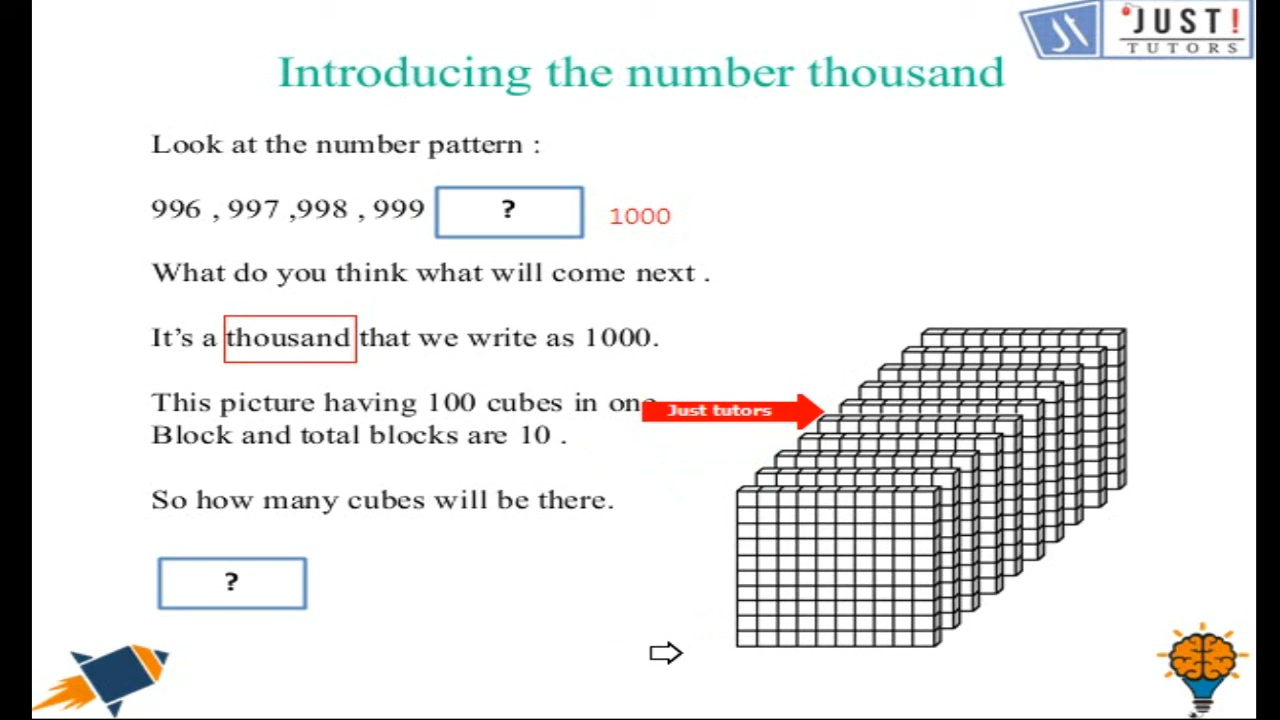 JUST!
TUTORS
Introducing the number thousand
Look at the number pattern :
996 , 997 ,998 , 999 ? 1000
What do you think what will come next .
It’s a thousand that we write as 1000.
This picture having 100 cubes in one
Just tutors
Block and total blocks are 10 .
So how many cubes will be there.
?